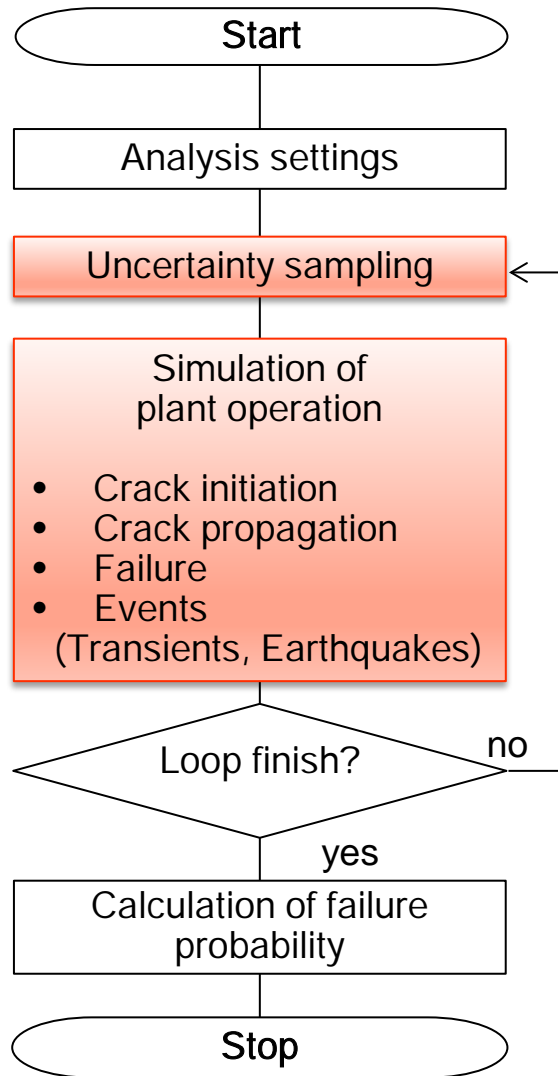 Start
Analysis settings
Uncertainty sampling
Simulation of
plant operation
• Crack initiation
• Crack propagation
• Failure
• Events
(Transients, Earthquakes)
Loop finish?
no
yes
Calculation of failure
probability
Stop